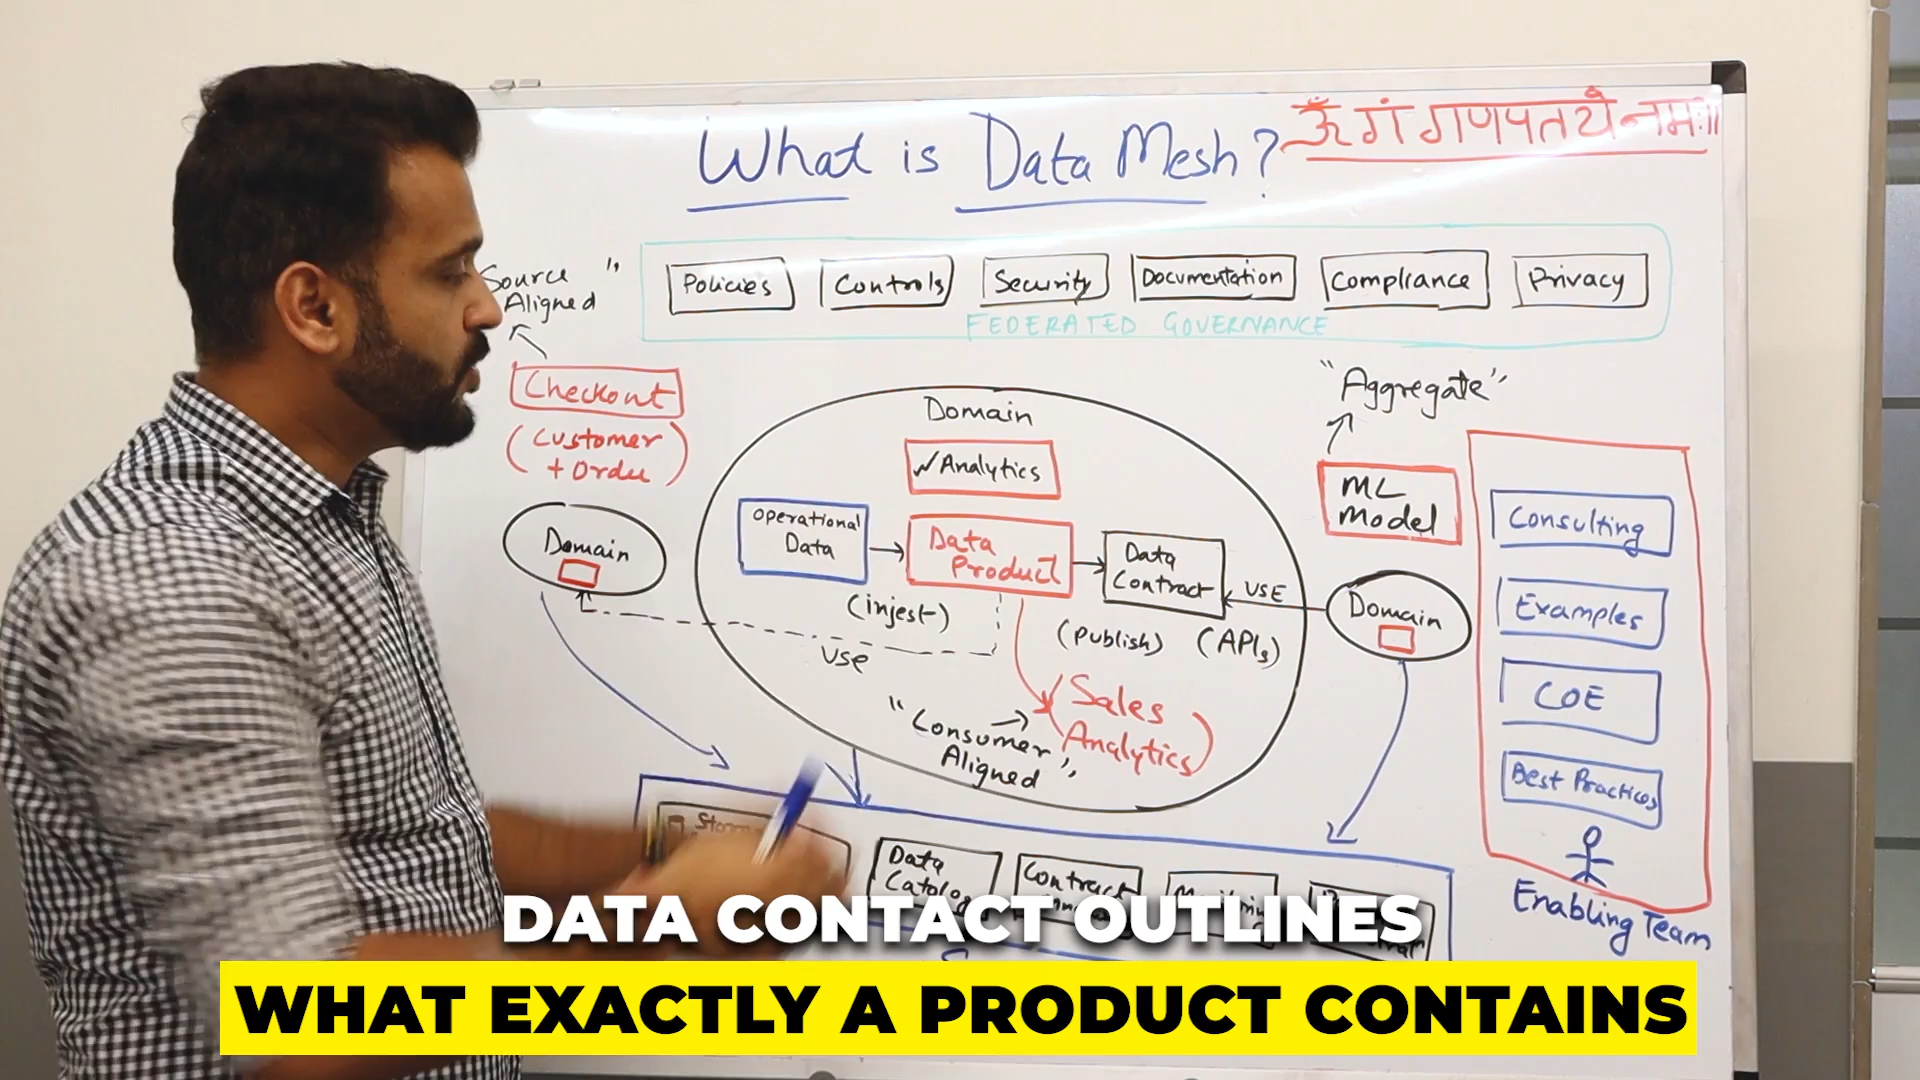 What is Data Mesh?
ॐ गं गणपतये नमः॥
Source "
Aligned
Policies
Controls
Security
Documentation
Compliance
Privacy
FEDERATED GOVERNANCE
Checkout
(Customer
+ Order)
Domain
Domain
✓Analytics
Operational
Data
Data
Product
Data
Contract
(injest)
(Publish)
(APIs)
USE
USE
(Sales
Analytics)
"Consumer
Aligned"
"Aggregate"
ML
Model
Domain
Consulting
Examples
COE
Best Practices
Enabling Team
Data
Catalog
Contract
DATA CONTACT OUTLINES
WHAT EXACTLY A PRODUCT CONTAINS